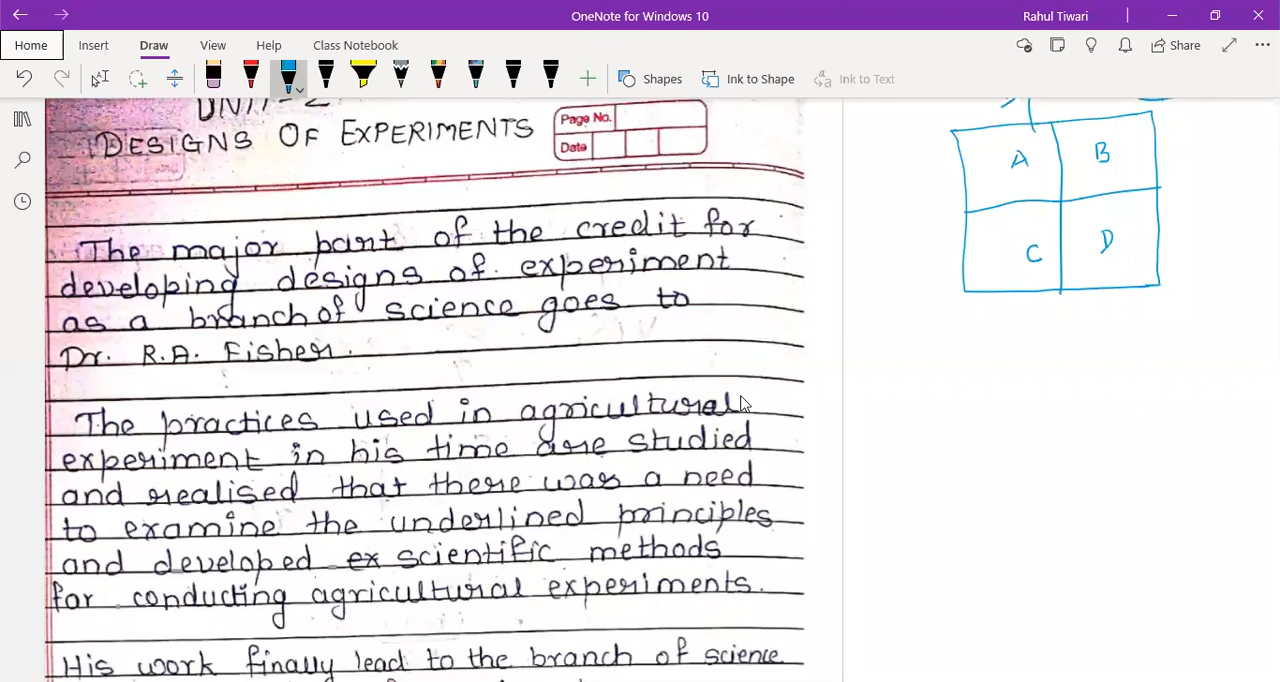 OneNote for Windows 10
Rahul Tiwari
Home Insert Draw View Help Class Notebook
Share
Shapes Ink to Shape Ink to Text
UNIT-2
DESIGNS OF EXPERIMENTS
Page No.
Date
The major part of the credit for
developing designs of experiment
as a branch of science goes to
Dr. R.A. Fisher.
The practices used in agricultural
experiment in his time are studied
and realised that there was a need
to examine the underlined principles
and developed ex scientific methods
for conducting agricultural experiments.
His work finally lead to the branch of science
A B
C D